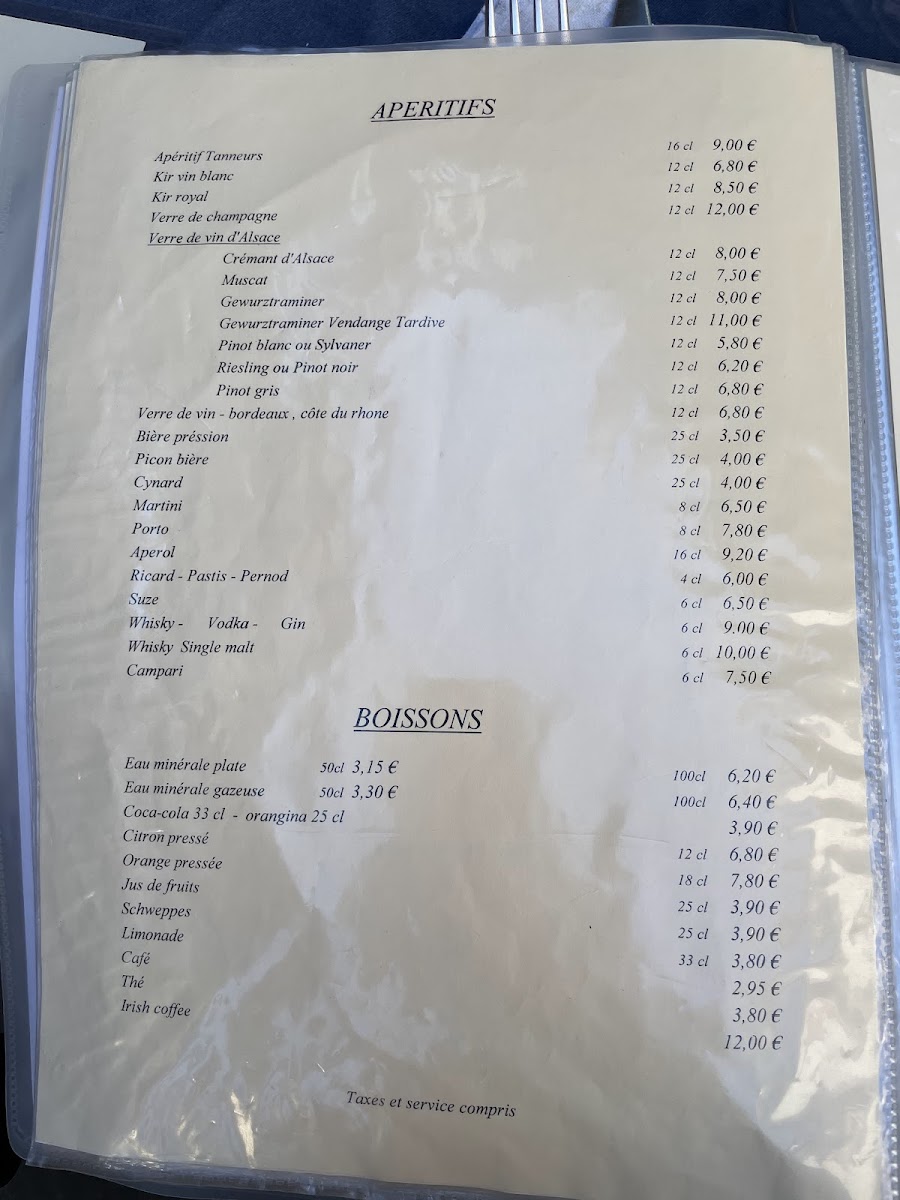 APERITIFS
Apéritif Tanneurs 16 cl 9,00 €
Kir vin blanc 12 cl 6,80 €
Kir royal 12 cl 8,50 €
Verre de champagne 12 cl 12,00 €
Verre de vin d'Alsace
Crémant d'Alsace 12 cl 8,00 €
Muscat 12 cl 7,50 €
Gewurztraminer 12 cl 8,00 €
Gewurztraminer Vendange Tardive 12 cl 11,00 €
Pinot blanc ou Sylvaner 12 cl 5,80 €
Riesling ou Pinot noir 12 cl 6,20 €
Pinot gris 12 cl 6,80 €
Verre de vin - bordeaux , côte du rhone 12 cl 6,80 €
Bière préssion 25 cl 3,50 €
Picon bière 25 cl 4,00 €
Cynard 25 cl 4,00 €
Martini 8 cl 6,50 €
Porto 8 cl 7,80 €
Aperol 16 cl 9,20 €
Ricard - Pastis - Pernod 4 cl 6,00 €
Suze 6 cl 6,50 €
Whisky - Vodka - Gin 6 cl 9.00 €
Whisky Single malt 6 cl 10,00 €
Campari 6 cl 7,50 €
BOISSONS
Eau minérale plate 50cl 3,15 € 100cl 6,20 €
Eau minérale gazeuse 50cl 3,30 € 100cl 6,40 €
Coca-cola 33 cl - orangina 25 cl 3,90 €
Citron pressé 12 cl 6,80 €
Orange pressée 18 cl 7,80 €
Jus de fruits 25 cl 3,90 €
Schweppes 25 cl 3,90 €
Limonade 33 cl 3,80 €
Café 2,95 €
Thé 3,80 €
Irish coffee 12,00 €
Taxes et service compris